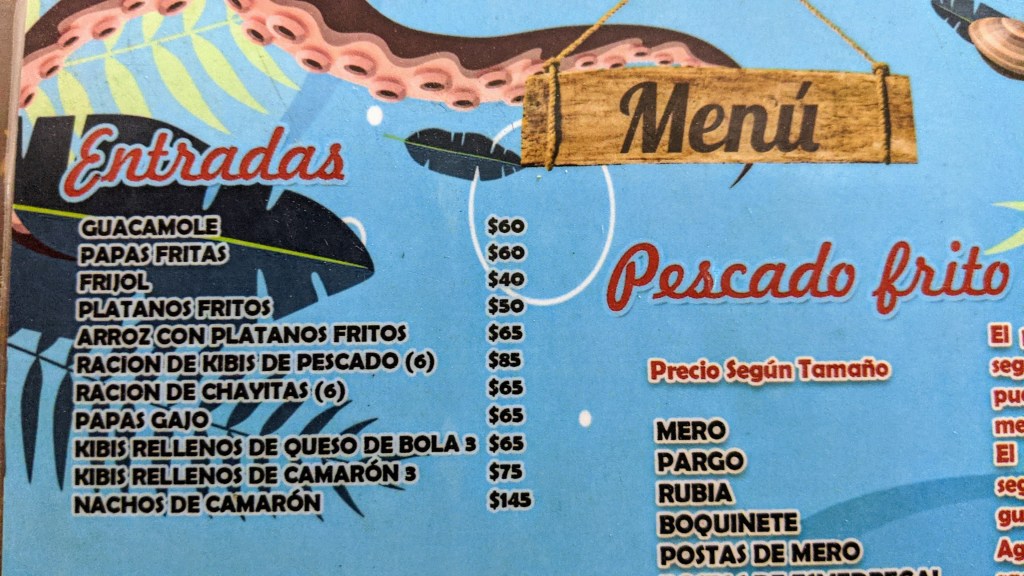 Menú
Entradas
GUACAMOLE $60
PAPAS FRITAS $60
FRIJOL $40
PLATANOS FRITOS $50
ARROZ CON PLATANOS FRITOS $65
RACION DE KIBIS DE PESCADO (6) $85
RACION DE CHAYITAS (6) $65
PAPAS GAJO $65
KIBIS RELLENOS DE QUESO DE BOLA 3 $65
KIBIS RELLENOS DE CAMARÓN 3 $75
NACHOS DE CAMARÓN $145
Pescado frito
Precio Según Tamaño
MERO
PARGO
RUBIA
BOQUINETE
POSTAS DE MERO
El
El